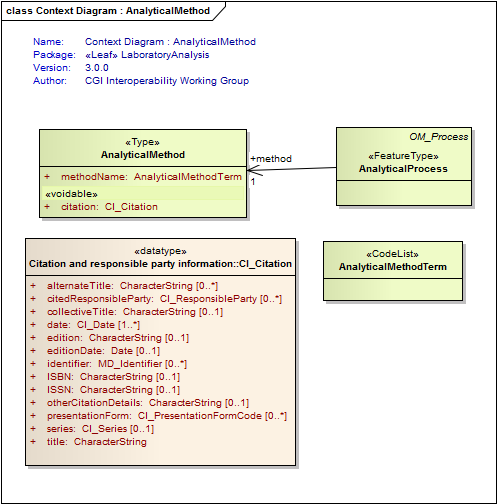 class Context Diagram : AnalyticalMethod
Name: Context Diagram : AnalyticalMethod
Package: «Leaf» LaboratoryAnalysis
Version: 3.0.0
Author: CGI Interoperability Working Group
«Type»
AnalyticalMethod
+ methodName: AnalyticalMethodTerm
«voidable»
+ citation: CI_Citation
+method
1
OM_Process
«FeatureType»
AnalyticalProcess
«datatype»
Citation and responsible party information::CI_Citation
+ alternateTitle: CharacterString [0..*]
+ citedResponsibleParty: CI_ResponsibleParty [0..*]
+ collectiveTitle: CharacterString [0..1]
+ date: CI_Date [1..*]
+ edition: CharacterString [0..1]
+ editionDate: Date [0..1]
+ identifier: MD_Identifier [0..*]
+ ISBN: CharacterString [0..1]
+ ISSN: CharacterString [0..1]
+ otherCitationDetails: CharacterString [0..1]
+ presentationForm: CI_PresentationFormCode [0..*]
+ series: CI_Series [0..1]
+ title: CharacterString
«CodeList»
AnalyticalMethodTerm